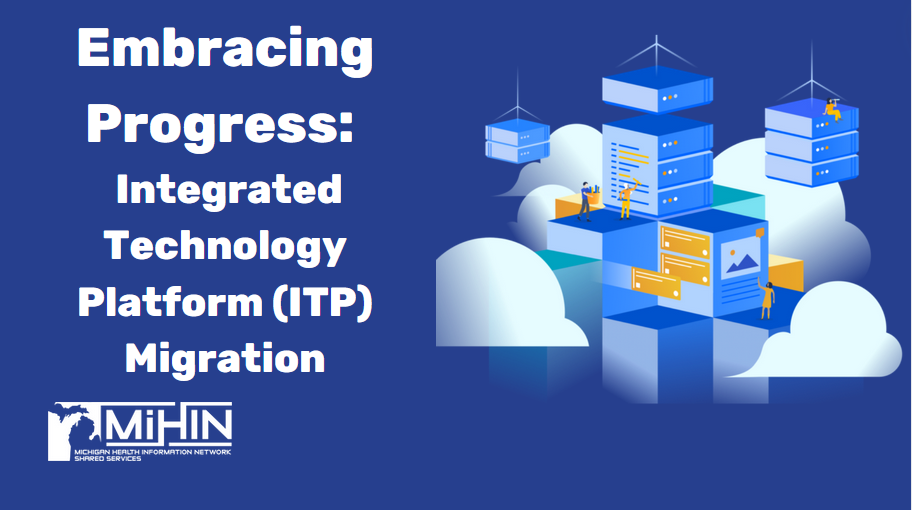 Embracing
Progress:
Integrated
Technology
Platform (ITP)
Migration
MiHIN
MICHIGAN HEALTH INFORMATION NETWORK
SHARED SERVICES